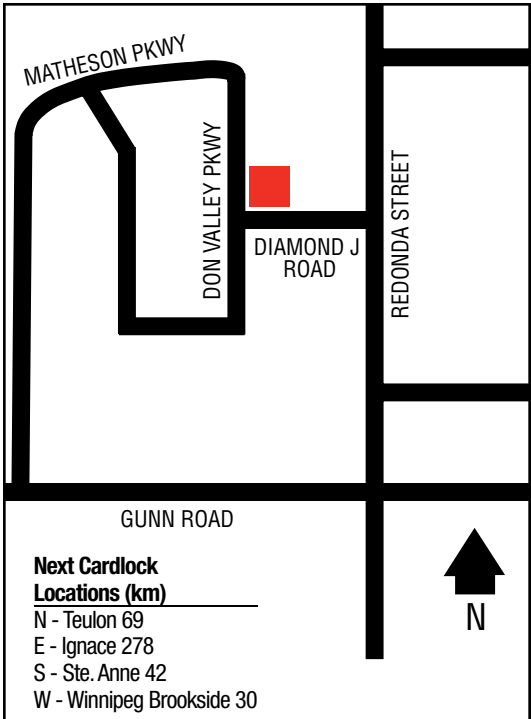 MATHESON PKWY
DON VALLEY PKWY
DIAMOND J
ROAD
REDONDA STREET
GUNN ROAD
Next Cardlock
Locations (km)
N - Teulon 69
E - Ignace 278
S - Ste. Anne 42
W - Winnipeg Brookside 30
N